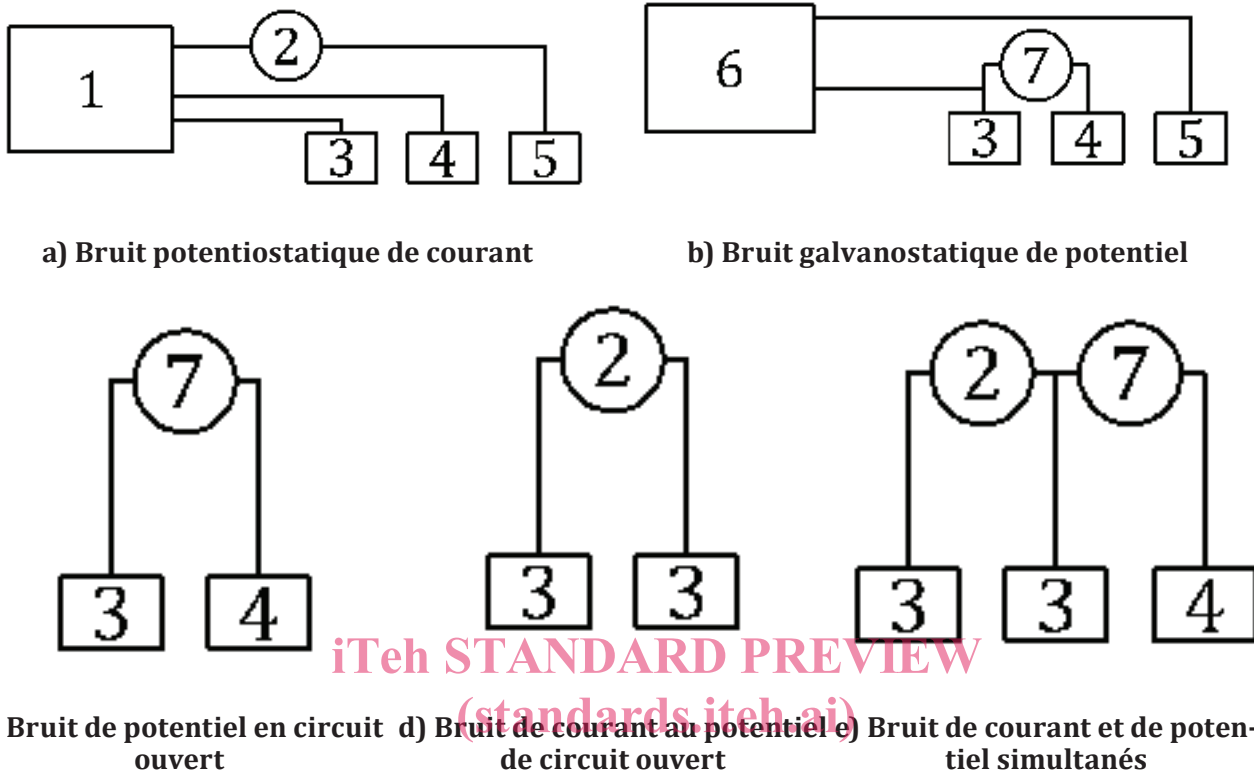 1
2
3
4
5
6
7
3
4
5
a) Bruit potentiostatique de courant
b) Bruit galvanostatique de potentiel
7
3
4
2
3
3
2
7
3
3
4
iTeh STANDARD PREVIEW
(standards.iteh.ai)
Bruit de potentiel en circuit
ouvert
d) Bruit de courant au potentiel
de circuit ouvert
e) Bruit de courant et de poten-
tiel simultanés